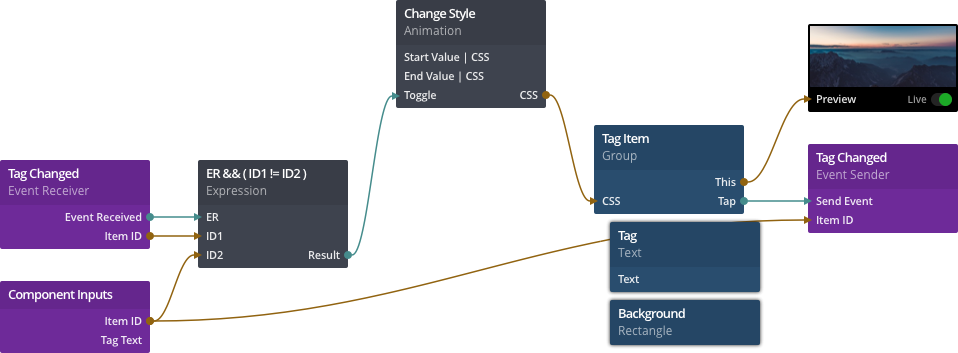 Change Style
Animation
Start Value | CSS
End Value | CSS
Toggle
CSS
Preview
Live
Tag Item
Group
This
CSS
Tap
Tag Changed
Event Sender
Send Event
Item ID
Tag Changed
Event Receiver
Event Received
Item ID
ER && ( ID1 != ID2 )
Expression
ER
ID1
ID2
Result
Tag
Text
Text
Component Inputs
Item ID
Tag Text
Background
Rectangle